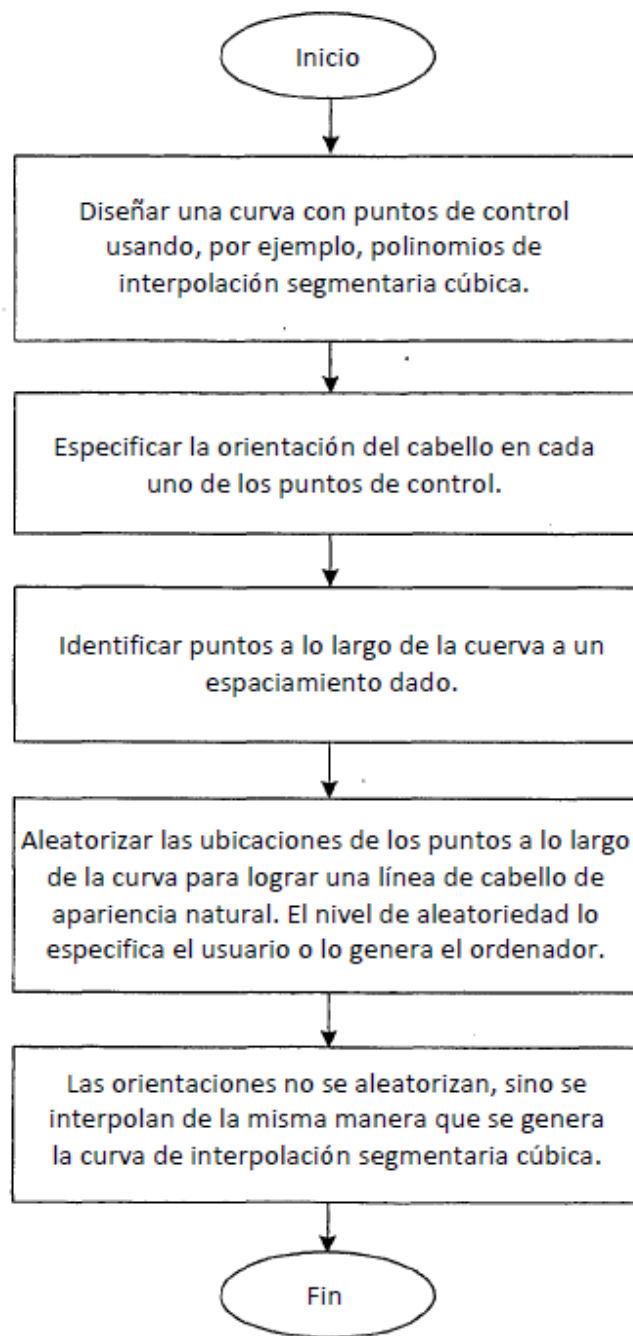 Inicio
Diseñar una curva con puntos de control
usando, por ejemplo, polinomios de
interpolación segmentaria cúbica.
Especificar la orientación del cabello en cada
uno de los puntos de control.
Identificar puntos a lo largo de la cuerva a un
espaciamiento dado.
Aleatorizar las ubicaciones de los puntos a lo largo
de la curva para lograr una línea de cabello de
apariencia natural. El nivel de aleatoriedad lo
especifica el usuario o lo genera el ordenador.
Las orientaciones no se aleatorizan, sino se
interpolan de la misma manera que se genera
la curva de interpolación segmentaria cúbica.
Fin